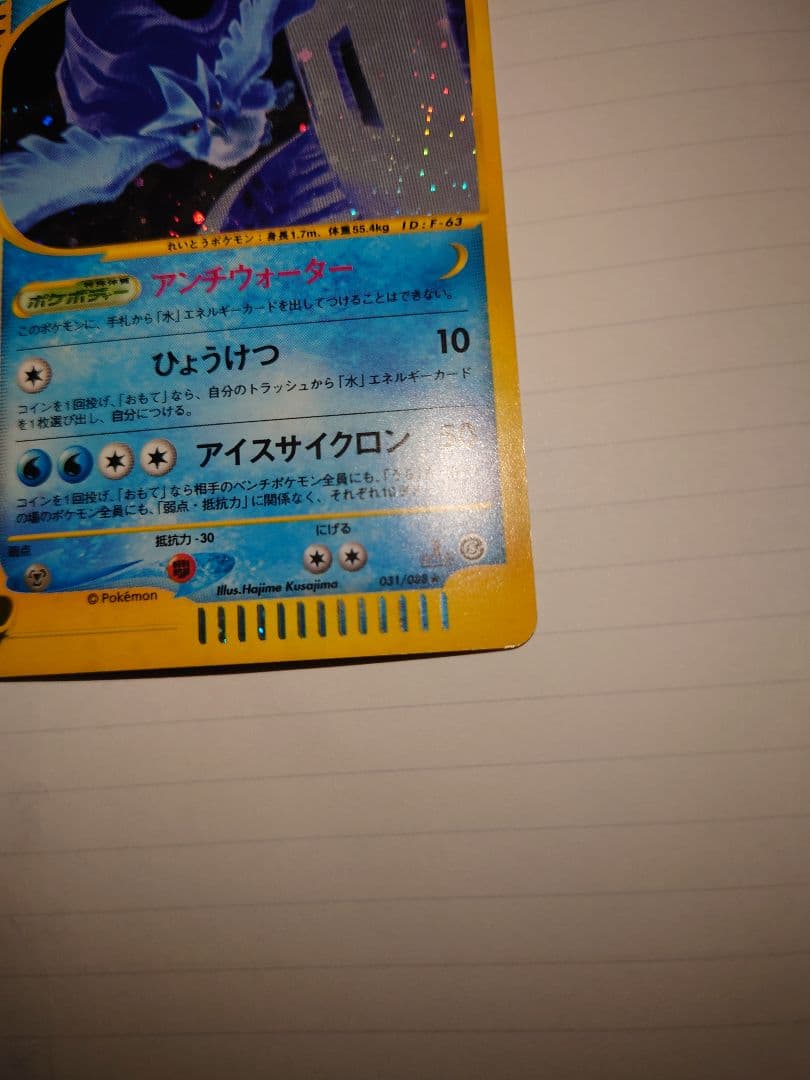 れいとうポケモン：身長1.7m、体重55.4kg ID：F-63
特殊体質
ポケボディー アンチウォーター
このポケモンに、手札から「水」エネルギーカードを出してつけることはできない。
ひょうけつ 10
コインを1回投げ、「おもて」なら、自分のトラッシュから「水」エネルギーカード
を1枚選び出し、自分につける。
アイスサイクロン
コインを1回投げ、「おもて」なら相手のベンチポケモン全員にも、「うら」
の場のポケモン全員にも、「弱点・抵抗力」に関係なく、それぞれ10
弱点 抵抗力 -30 にげる
Illus.Hajime Kusajima 031/088 ★
©Pokémon